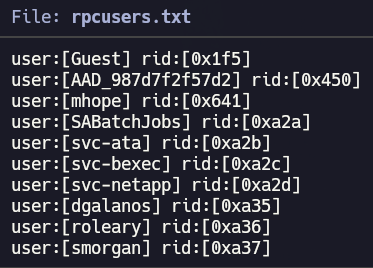 File: rpcusers.txt
user:[Guest] rid:[0x1f5]
user:[AAD_987d7f2f57d2] rid:[0x450]
user:[mhope] rid:[0x641]
user:[SABatchJobs] rid:[0xa2a]
user:[svc-ata] rid:[0xa2b]
user:[svc-bexec] rid:[0xa2c]
user:[svc-netapp] rid:[0xa2d]
user:[dgalanos] rid:[0xa35]
user:[roleary] rid:[0xa36]
user:[smorgan] rid:[0xa37]